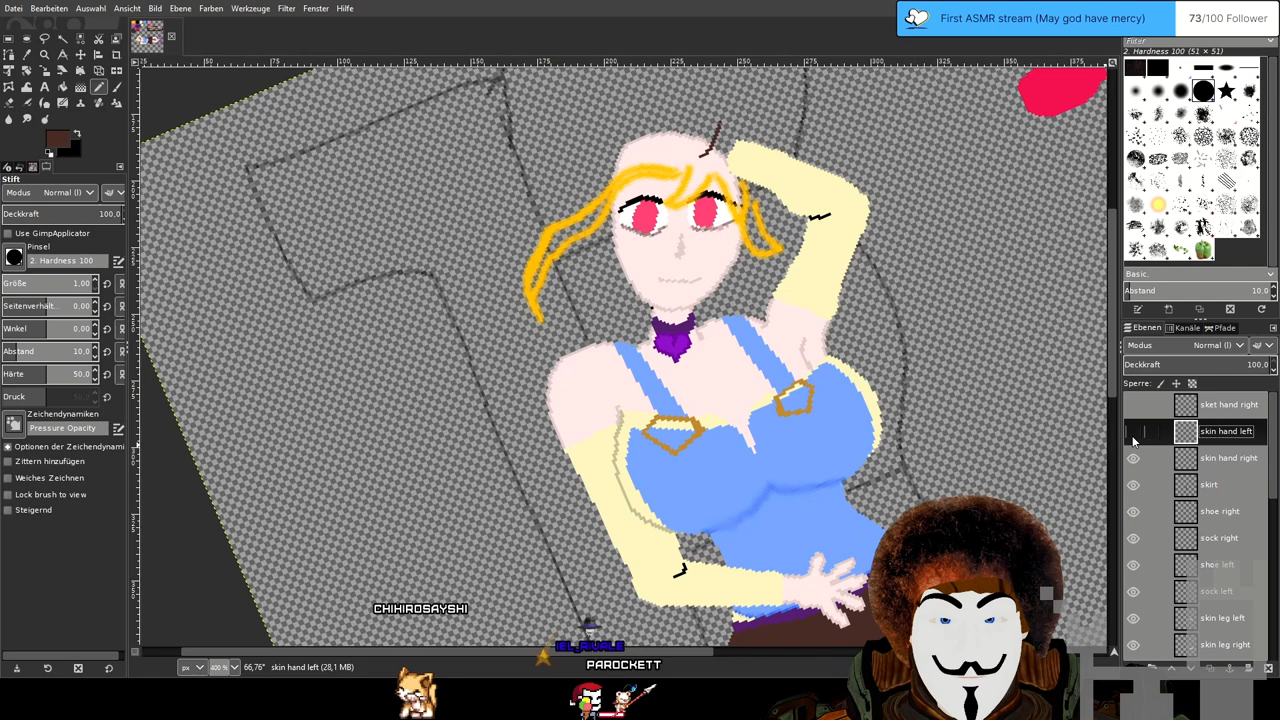 Datei Bearbeiten Auswahl Ansicht Bild Ebene Farben Werkzeuge Filter Fenster Hilfe
First ASMR stream (May god have mercy) 73/100 Follower
Filter
2. Hardness 100 (51 × 51)
Stift
Modus Normal (l)
Deckkraft 100,0
Use GimpApplicator
Pinsel
2. Hardness 100
Größe 1,00
Seitenverhält... 0,00
Winkel 0,00
Abstand 10,0
Härte 50,0
Druck 50,0
Zeichendynamiken
Pressure Opacity
Optionen der Zeichendynami
Zittern hinzufügen
Weiches Zeichnen
Lock brush to view
Steigernd
Basic,
Abstand 10,0
Ebenen Kanäle Pfade
Modus Normal (l)
Deckkraft 100,0
Sperre:
sket hand right
skin hand left
skin hand right
skirt
shoe right
sock right
shoe left
sock left
skin leg left
skin leg right
CHIHIROSAYSHI
PAROCKETT
px 400 % 66,76° skin hand left (28,1 MB)